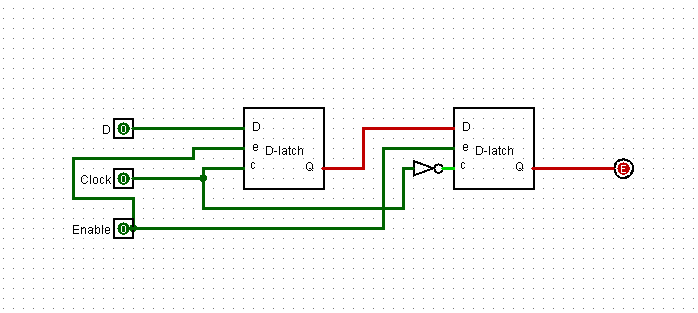 D 0
Clock 0
Enable 0
D
e D-latch
c Q
D
e D-latch
c Q
E